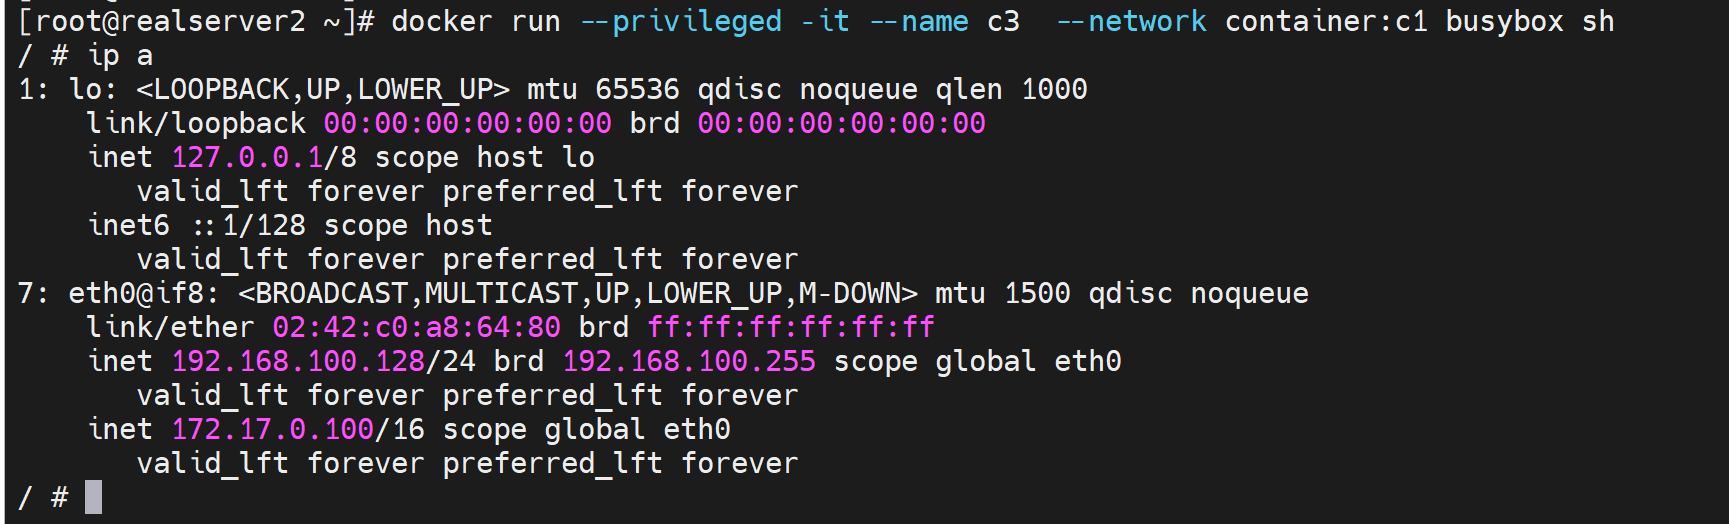 [root@realserver2 ~]# docker run --privileged -it --name c3  --network container:c1 busybox sh
/ # ip a
1: lo: <LOOPBACK,UP,LOWER_UP> mtu 65536 qdisc noqueue qlen 1000
    link/loopback 00:00:00:00:00:00 brd 00:00:00:00:00:00
    inet 127.0.0.1/8 scope host lo
       valid_lft forever preferred_lft forever
    inet6 ::1/128 scope host
       valid_lft forever preferred_lft forever
7: eth0@if8: <BROADCAST,MULTICAST,UP,LOWER_UP,M-DOWN> mtu 1500 qdisc noqueue
    link/ether 02:42:c0:a8:64:80 brd ff:ff:ff:ff:ff:ff
    inet 192.168.100.128/24 brd 192.168.100.255 scope global eth0
       valid_lft forever preferred_lft forever
    inet 172.17.0.100/16 scope global eth0
       valid_lft forever preferred_lft forever
/ #